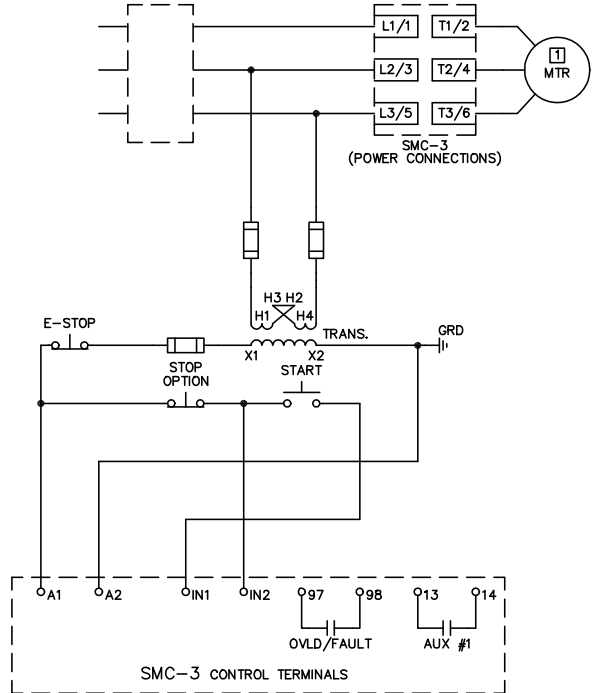 L1/1 T1/2
1
MTR
L2/3 T2/4
L3/5 T3/6
SMC-3
(POWER CONNECTIONS)
H3 H2
H1 H4
E-STOP
TRANS.
GRD
X1 X2
STOP
OPTION
START
A1 A2 IN1 IN2 97 98 13 14
OVLD/FAULT AUX #1
SMC-3 CONTROL TERMINALS